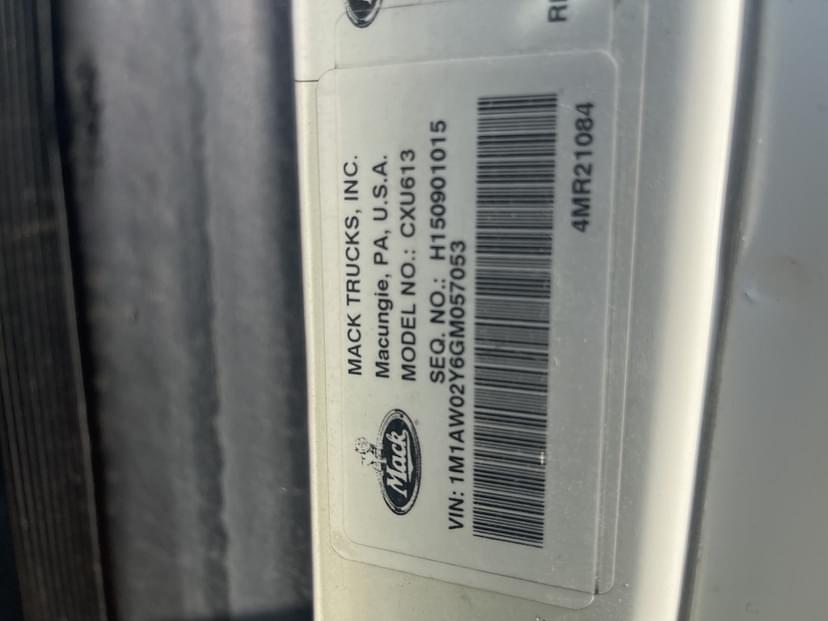 MACK TRUCKS, INC.
Macungie, PA, U.S.A.
MODEL NO.: CXU613
SEQ. NO.: H150901015
Mack
VIN: 1M1AW02Y6GM057053
4MR21084